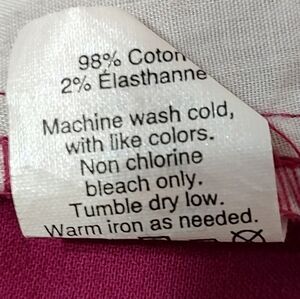 98% Coton
2% Élasthanne
Machine wash cold,
with like colors.
Non chlorine
bleach only.
Tumble dry low.
Warm iron as needed.